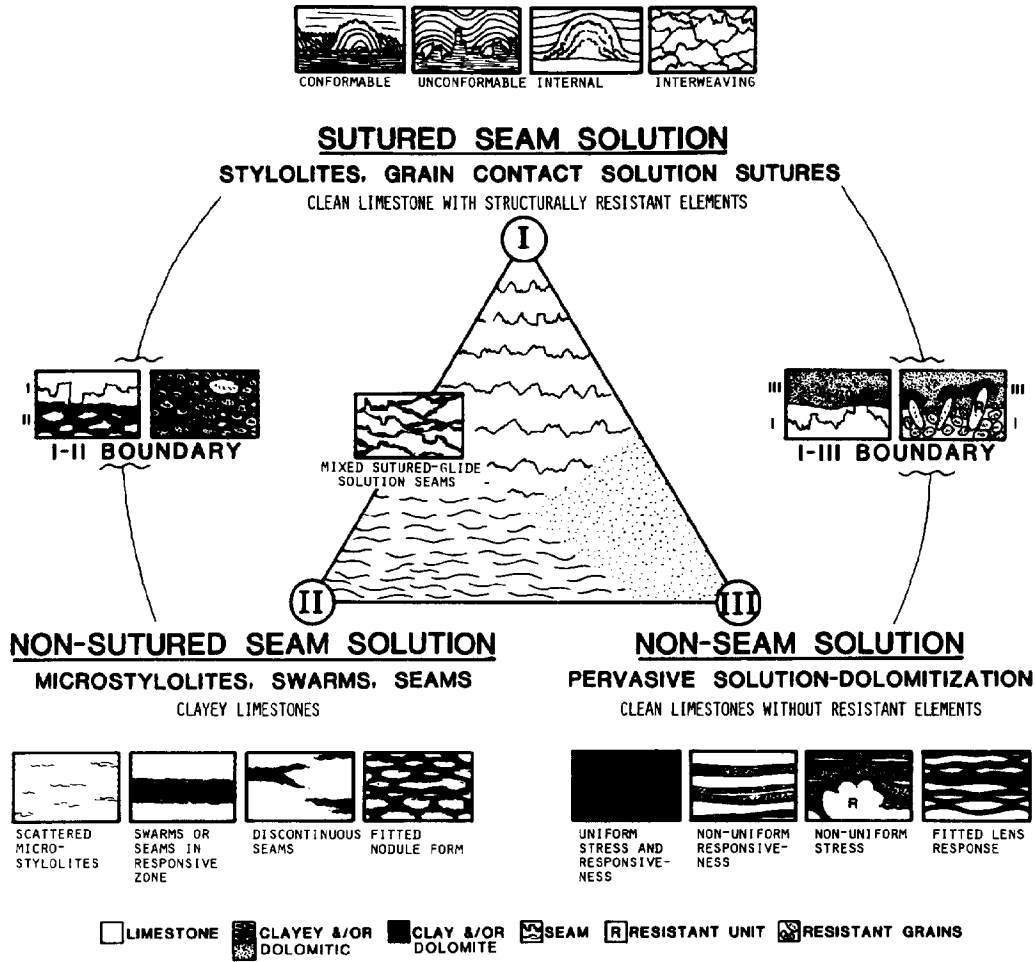 CONFORMABLE UNCONFORMABLE INTERNAL INTERWEAVING
SUTURED SEAM SOLUTION
STYLOLITES, GRAIN CONTACT SOLUTION SUTURES
CLEAN LIMESTONE WITH STRUCTURALLY RESISTANT ELEMENTS
I
I
II
I-II BOUNDARY
MIXED SUTURED-GLIDE
SOLUTION SEAMS
III
I
R
III
I
I-III BOUNDARY
II
III
NON-SUTURED SEAM SOLUTION
MICROSTYLOLITES, SWARMS, SEAMS
CLAYEY LIMESTONES
NON-SEAM SOLUTION
PERVASIVE SOLUTION-DOLOMITIZATION
CLEAN LIMESTONES WITHOUT RESISTANT ELEMENTS
SCATTERED
MICRO-
STYLOLITES
SWARMS OR
SEAMS IN
RESPONSIVE
ZONE
DISCONTINUOUS
SEAMS
FITTED
NODULE FORM
UNIFORM
STRESS AND
RESPONSIVE-
NESS
NON-UNIFORM
RESPONSIVE-
NESS
R
NON-UNIFORM
STRESS
FITTED LENS
RESPONSE
LIMESTONE
CLAYEY &/OR
DOLOMITIC
CLAY &/OR
DOLOMITE
SEAM
R RESISTANT UNIT
RESISTANT GRAINS